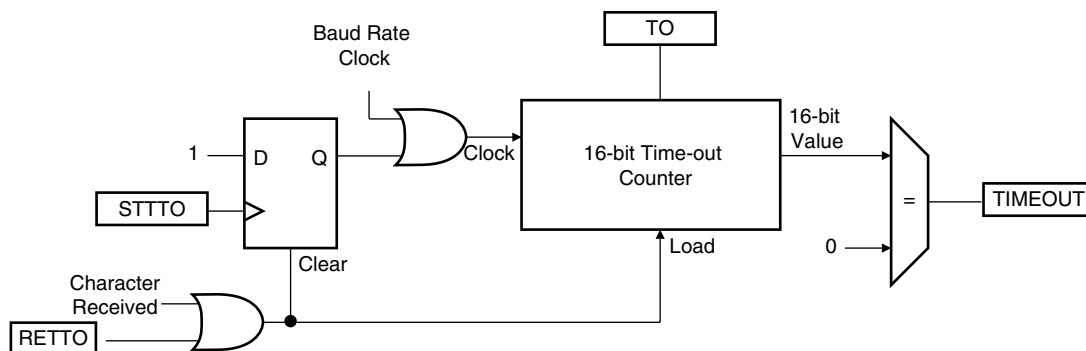 TO
Baud Rate
Clock
16-bit
Value
1
D
Q
Clock
16-bit Time-out
Counter
STTTO
=
TIMEOUT
Clear
Load
0
Character
Received
RETTO